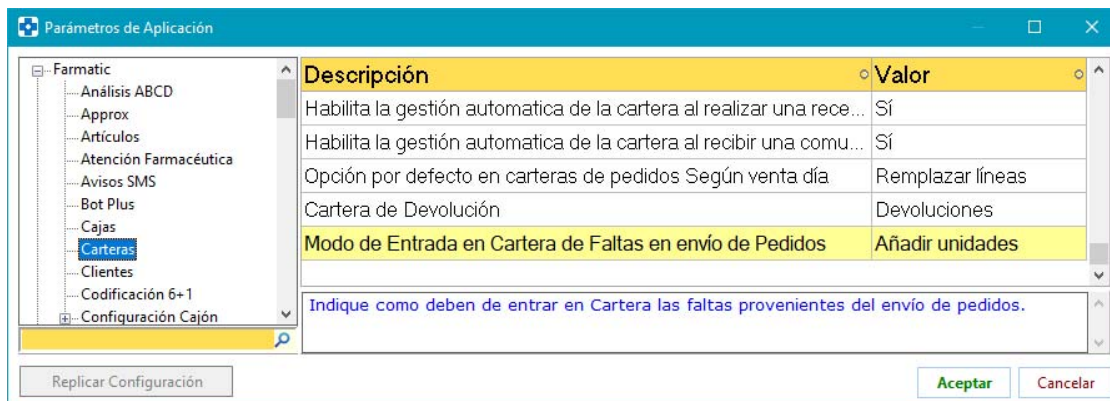 Parámetros de Aplicación
Farmatic
Análisis ABCD
Approx
Artículos
Atención Farmacéutica
Avisos SMS
Bot Plus
Cajas
Carteras
Clientes
Codificación 6+1
Configuración Cajón
Descripción Valor
Habilita la gestión automatica de la cartera al realizar una rece... Sí
Habilita la gestión automatica de la cartera al recibir una comu... Sí
Opción por defecto en carteras de pedidos Según venta día Remplazar líneas
Cartera de Devolución Devoluciones
Modo de Entrada en Cartera de Faltas en envío de Pedidos Añadir unidades
Indique como deben de entrar en Cartera las faltas provenientes del envío de pedidos.
Replicar Configuración
Aceptar Cancelar